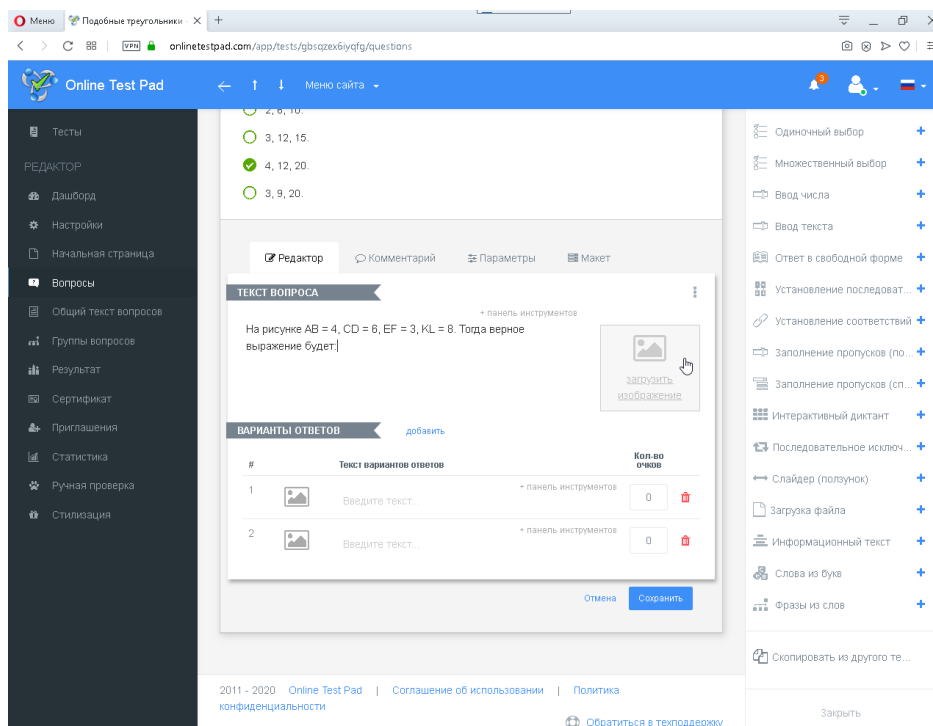 Меню
Подобные треугольники -
VPN
onlinetestpad.com/app/tests/gbsqzex6iyqfg/questions
Online Test Pad
Меню сайта
3
Тесты
РЕДАКТОР
Дашборд
Настройки
Начальная страница
Вопросы
Общий текст вопросов
Группы вопросов
Результат
Сертификат
Приглашения
Статистика
Ручная проверка
Стилизация
2, 6, 10.
3, 12, 15.
4, 12, 20.
3, 9, 20.
Редактор
Комментарий
Параметры
Макет
ТЕКСТ ВОПРОСА
+ панель инструментов
На рисунке AB = 4, CD = 6, EF = 3, KL = 8. Тогда верное
выражение будет:
загрузить
изображение
ВАРИАНТЫ ОТВЕТОВ
добавить
# Текст вариантов ответов Кол-во
очков
1 Введите текст... + панель инструментов 0
2 Введите текст... + панель инструментов 0
Отмена
Сохранить
2011 - 2020 Online Test Pad | Соглашение об использовании | Политика
конфиденциальности
Обратиться в техподдержку
Одиночный выбор +
Множественный выбор +
Ввод числа +
Ввод текста +
Ответ в свободной форме +
Установление последоват... +
Установление соответствий +
Заполнение пропусков (по... +
Заполнение пропусков (сп... +
Интерактивный диктант +
Последовательное исключ... +
Слайдер (ползунок) +
Загрузка файла +
Информационный текст +
Слова из букв +
Фразы из слов +
Скопировать из другого те...
Закрыть